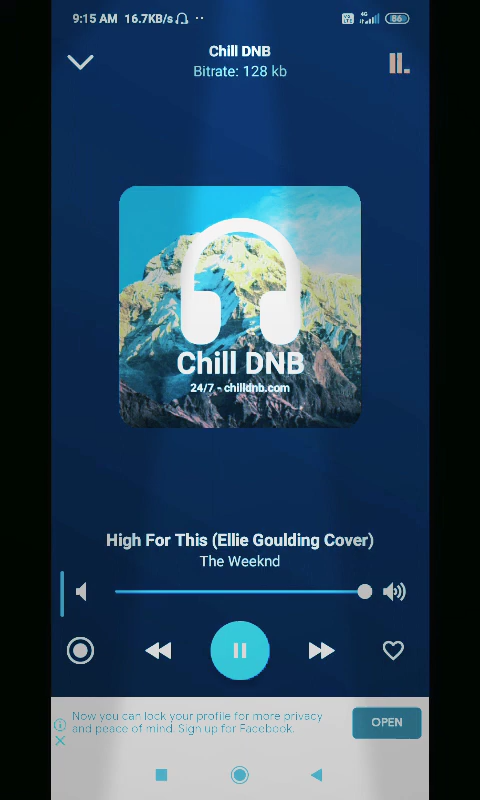 9:15 AM 16.7KB/s
4G
86
Chill DNB
Bitrate: 128 kb
Chill DNB
24/7 - chilldnb.com
High For This (Ellie Goulding Cover)
The Weeknd
Now you can lock your profile for more privacy
and peace of mind. Sign up for Facebook.
OPEN